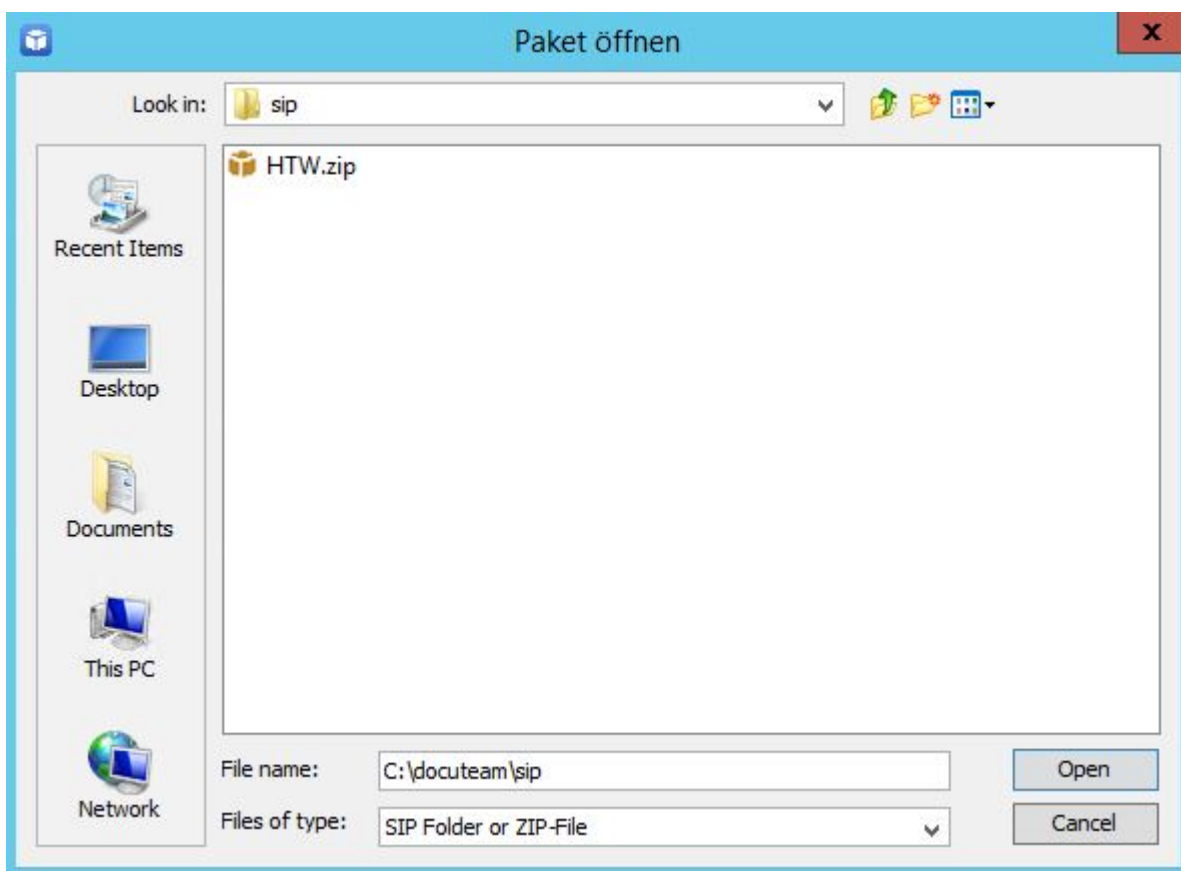 Paket öffnen
x
Look in:
sip
HTW.zip
Recent Items
Desktop
Documents
This PC
Network
File name:
C:\docuteam\sip
Open
Files of type:
SIP Folder or ZIP-File
Cancel